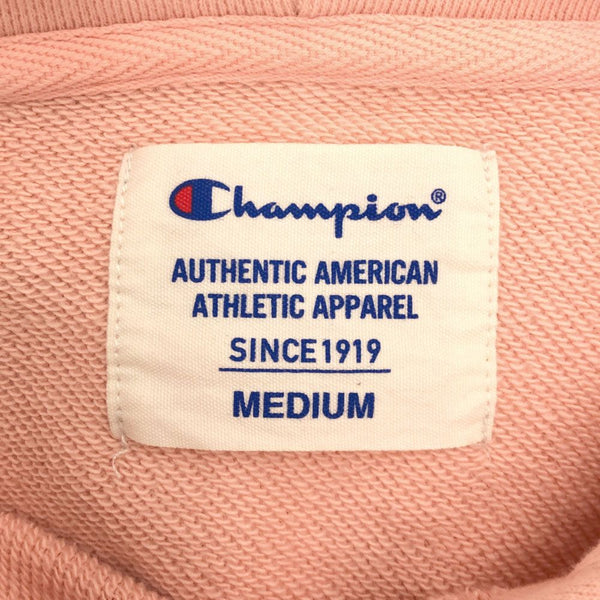 Champion®
AUTHENTIC AMERICAN
ATHLETIC APPAREL
SINCE 1919
MEDIUM